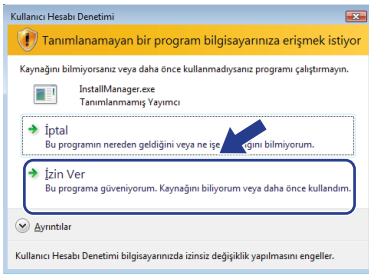 Kullanıcı Hesabı Denetimi
Tanımlanamayan bir program bilgisayarınıza erişmek istiyor
Kaynağını bilmiyorsanız veya daha önce kullanmadıysanız programı çalıştırmayın.
InstallManager.exe
Tanımlanmamış Yayımcı
İptal
Bu programın nereden geldiğini veya ne işe bilmiyorum.
İzin Ver
Bu programa güveniyorum. Kaynağını biliyorum veya daha önce kullandım.
Ayrıntılar
Kullanıcı Hesabı Denetimi bilgisayarınızda izinsiz değişiklik yapılmasını engeller.